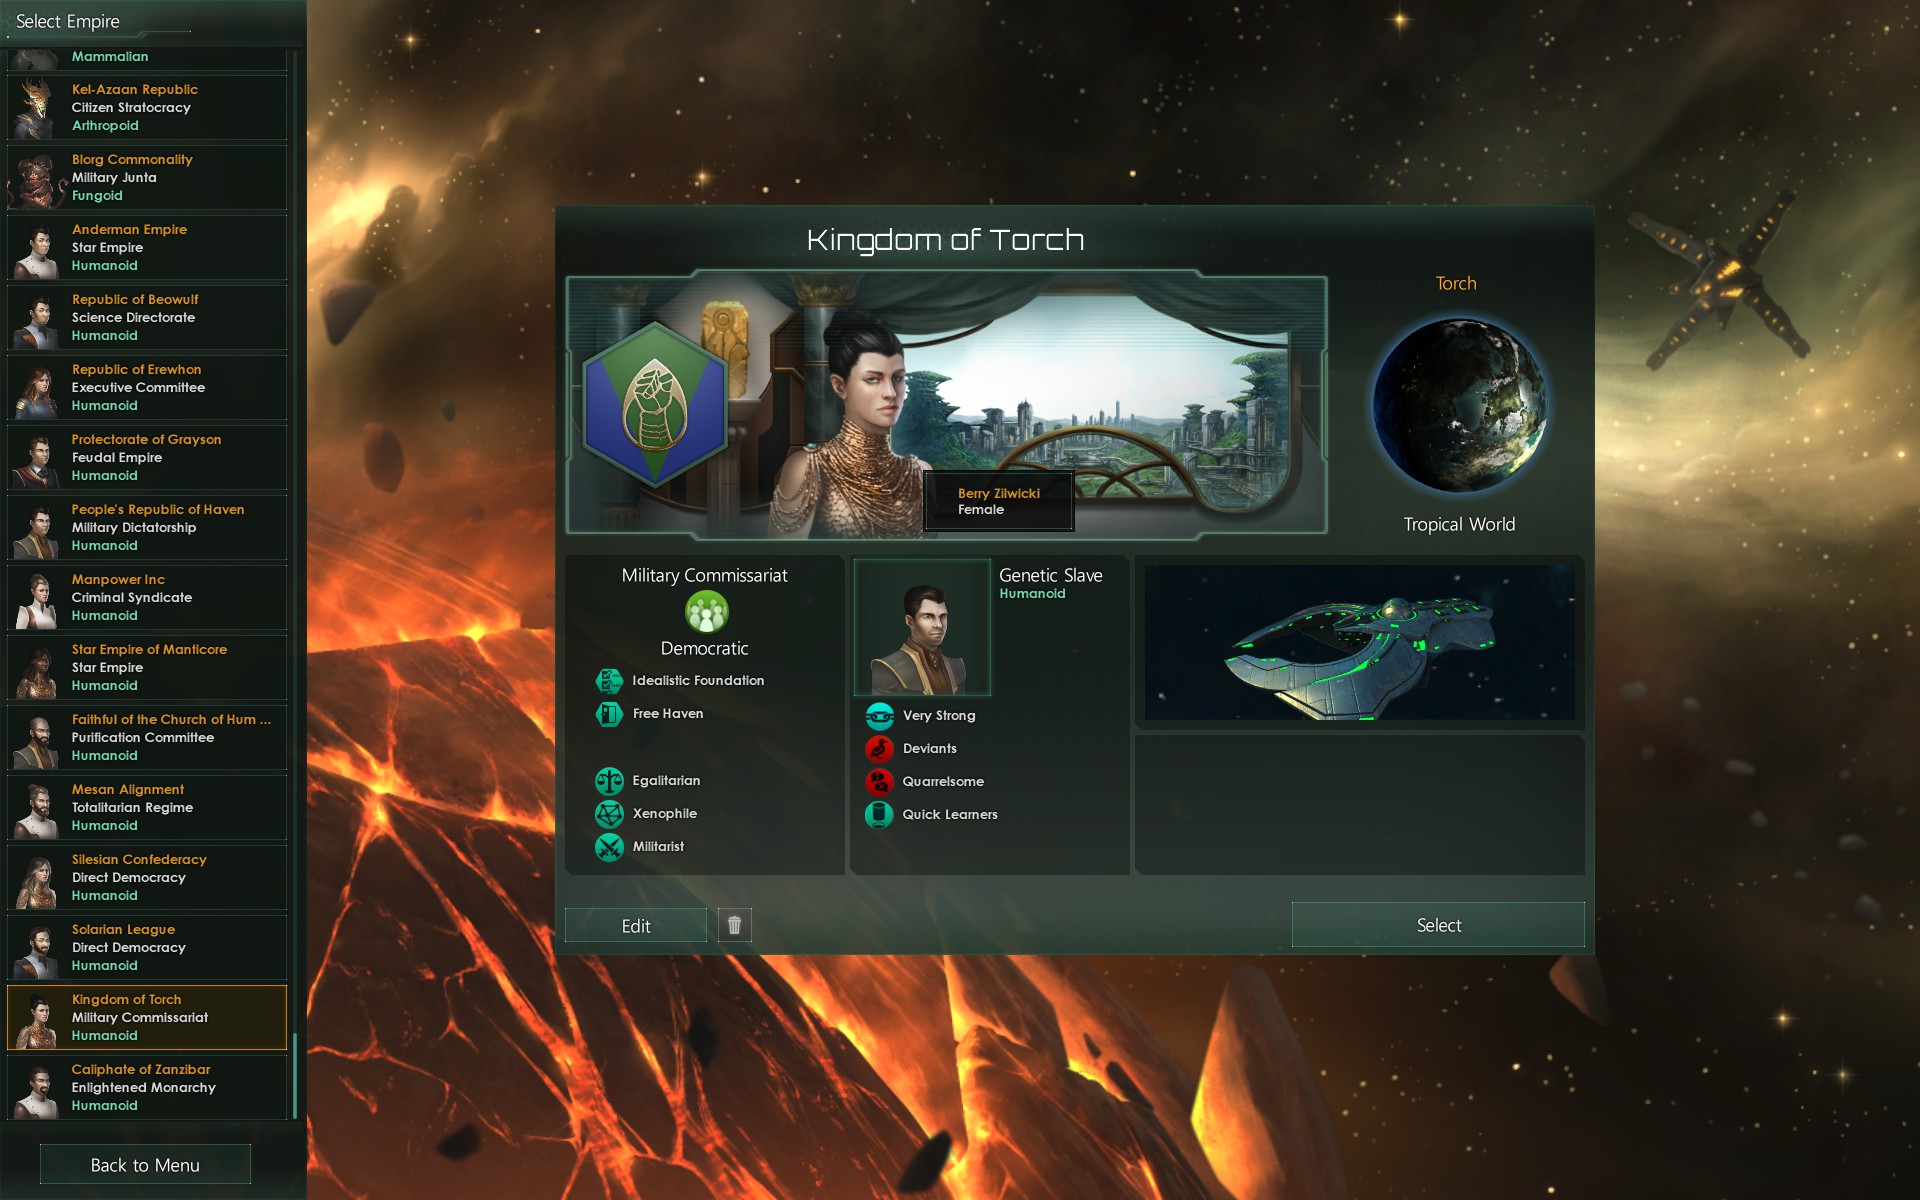 Select Empire
Mammalian
Kel-Azaan Republic
Citizen Stratocracy
Arthropoid
Blorg Commonality
Military Junta
Fungoid
Anderman Empire
Star Empire
Humanoid
Republic of Beowulf
Science Directorate
Humanoid
Republic of Erewhon
Executive Committee
Humanoid
Protectorate of Grayson
Feudal Empire
Humanoid
People's Republic of Haven
Military Dictatorship
Humanoid
Manpower Inc
Criminal Syndicate
Humanoid
Star Empire of Manticore
Star Empire
Humanoid
Faithful of the Church of Hum ...
Purification Committee
Humanoid
Mesan Alignment
Totalitarian Regime
Humanoid
Silesian Confederacy
Direct Democracy
Humanoid
Solarian League
Direct Democracy
Humanoid
Kingdom of Torch
Military Commissariat
Humanoid
Caliphate of Zanzibar
Enlightened Monarchy
Humanoid
Back to Menu
Kingdom of Torch
Berry Zilwicki
Female
Torch
Tropical World
Military Commissariat
Democratic
Idealistic Foundation
Free Haven
Egalitarian
Xenophile
Militarist
Genetic Slave
Humanoid
Very Strong
Deviants
Quarrelsome
Quick Learners
Edit
Select